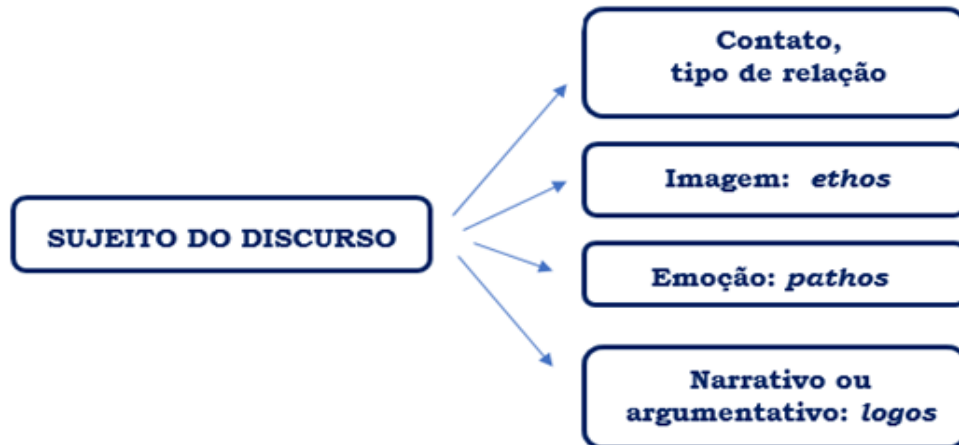 Contato,
tipo de relação
Imagem: ethos
SUJEITO DO DISCURSO
Emoção: pathos
Narrativo ou
argumentativo: logos